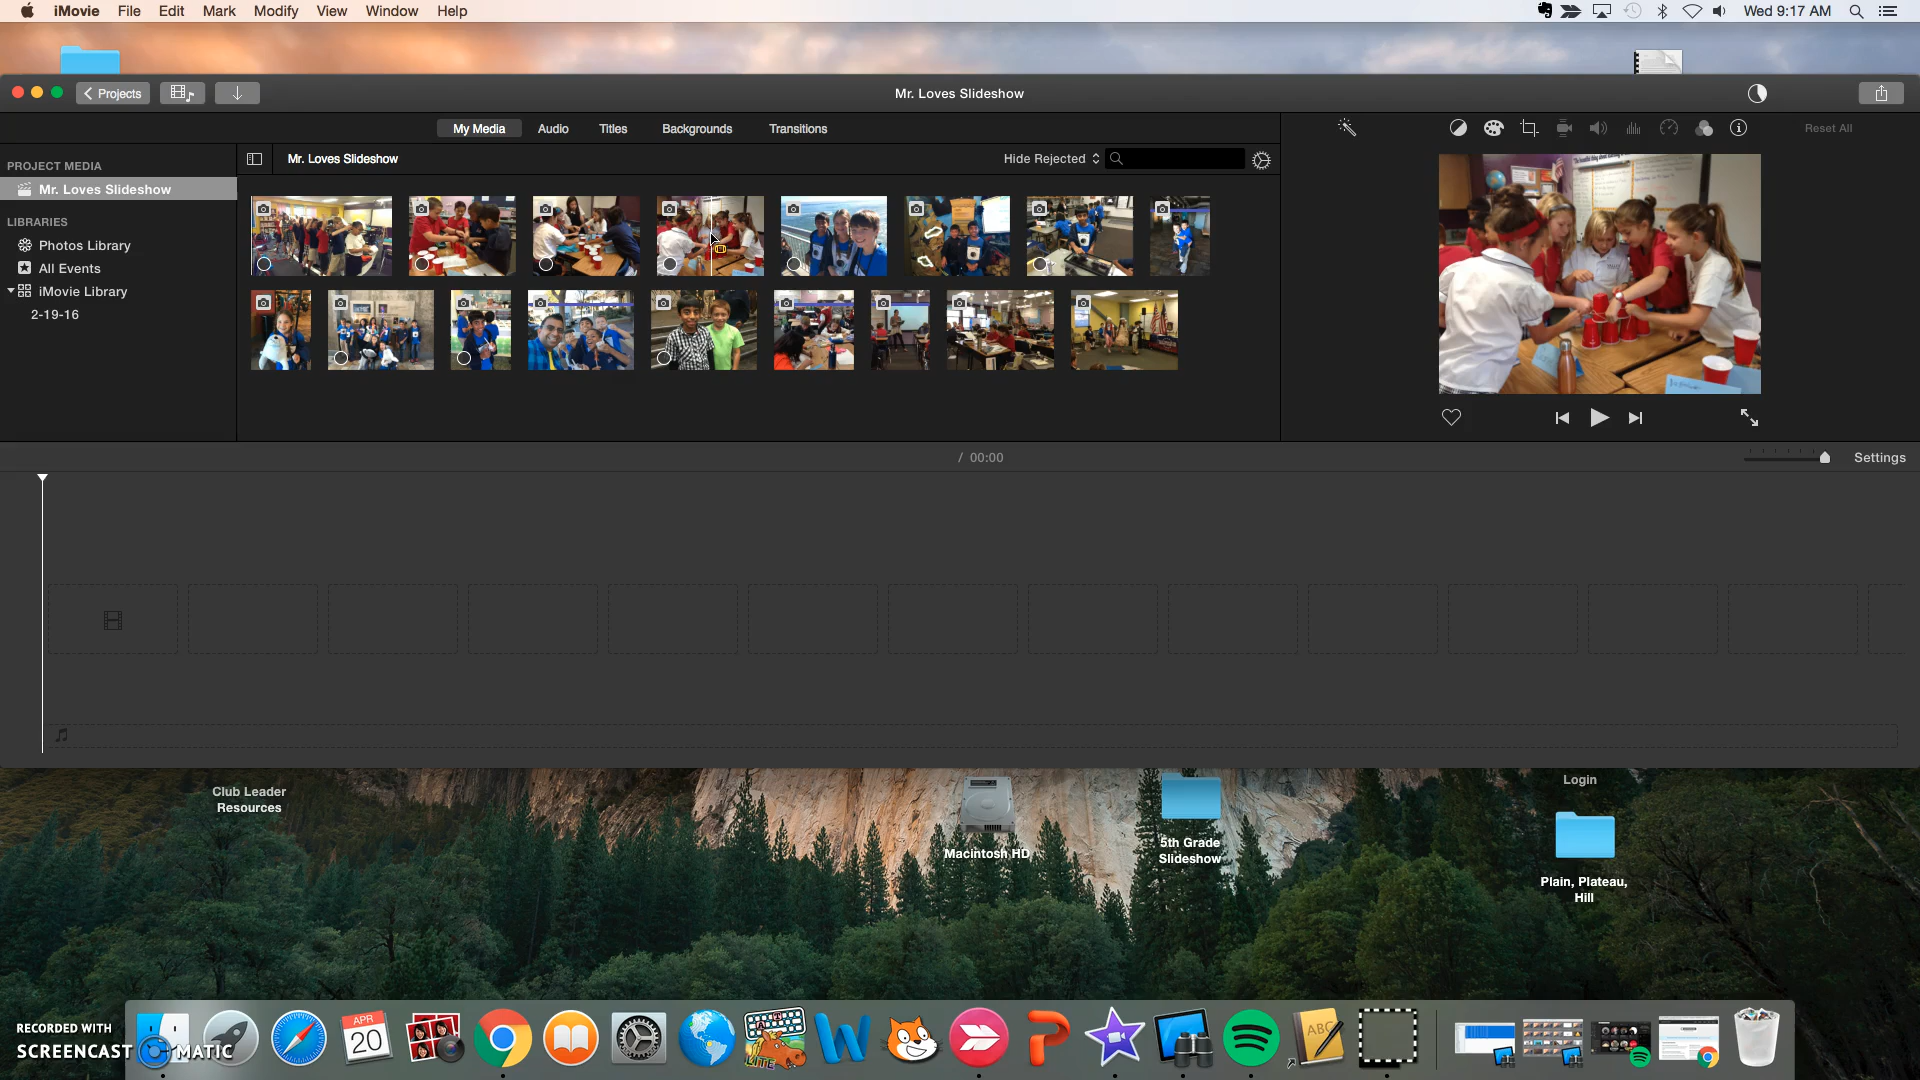 iMovie File Edit Mark Modify View Window Help
Wed 9:17 AM
Projects
Mr. Loves Slideshow
My Media Audio Titles Backgrounds Transitions
Reset All
PROJECT MEDIA
Mr. Loves Slideshow
Hide Rejected
Mr. Loves Slideshow
LIBRARIES
Photos Library
All Events
iMovie Library
2-19-16
/ 00:00
Settings
Club Leader
Resources
Macintosh HD
5th Grade
Slideshow
Login
Plain, Plateau,
Hill
RECORDED WITH
SCREENCAST MATIC
APR
20
LITE
ABC